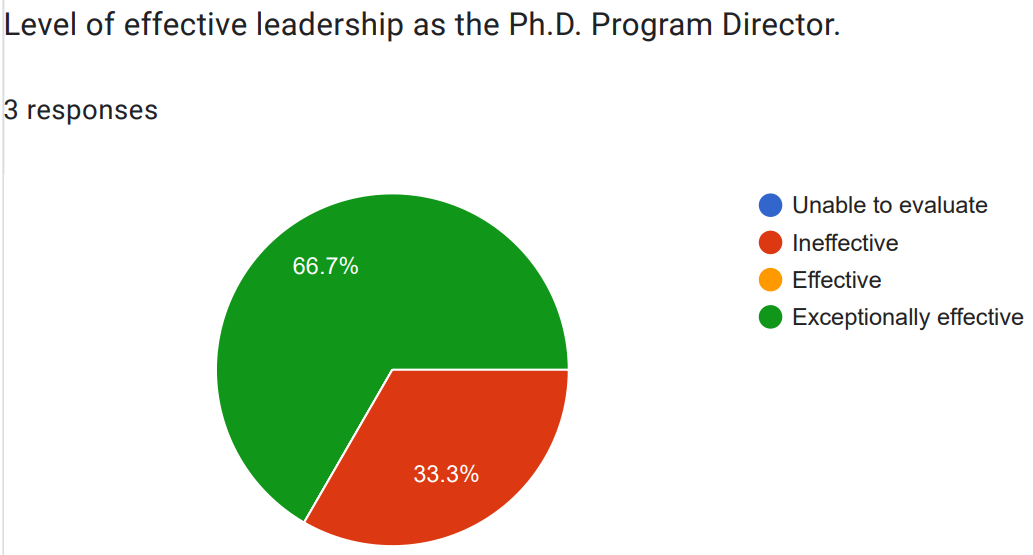 Level of effective leadership as the Ph.D. Program Director.
3 responses
66.7%
33.3%
Unable to evaluate
Ineffective
Effective
Exceptionally effective